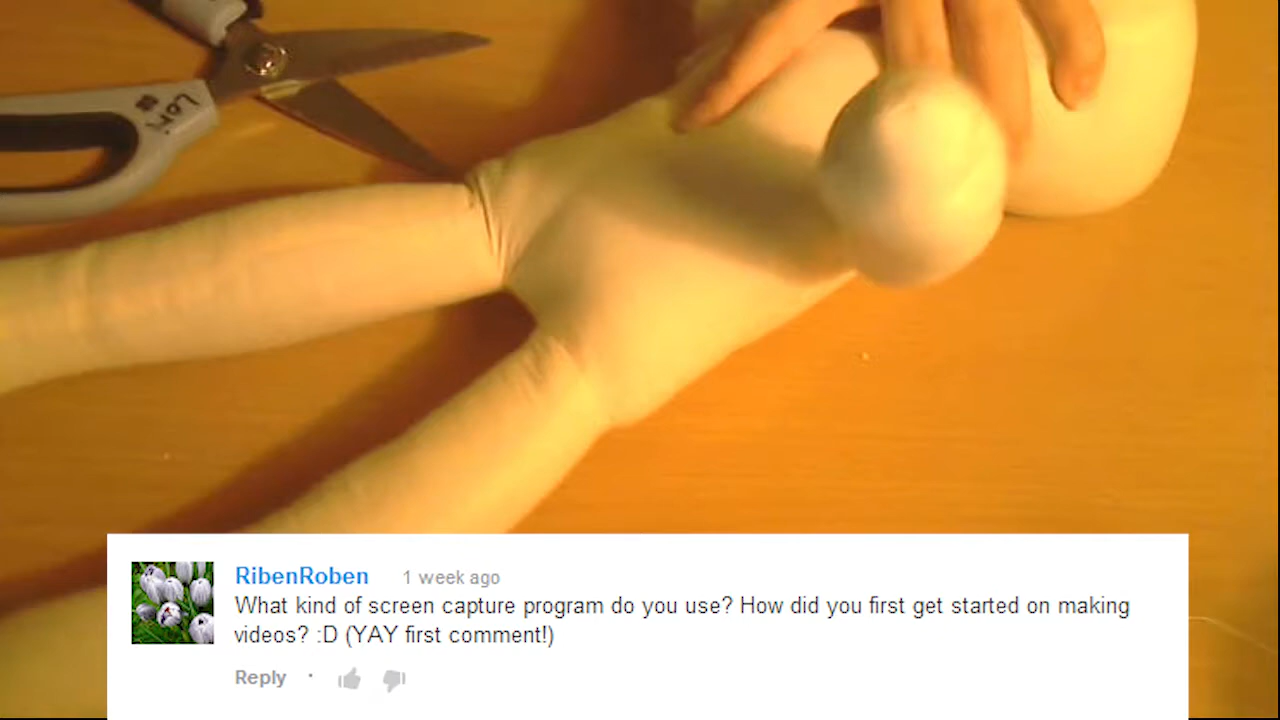 Lori
RibenRoben 1 week ago
What kind of screen capture program do you use? How did you first get started on making
videos? :D (YAY first comment!)
Reply ·